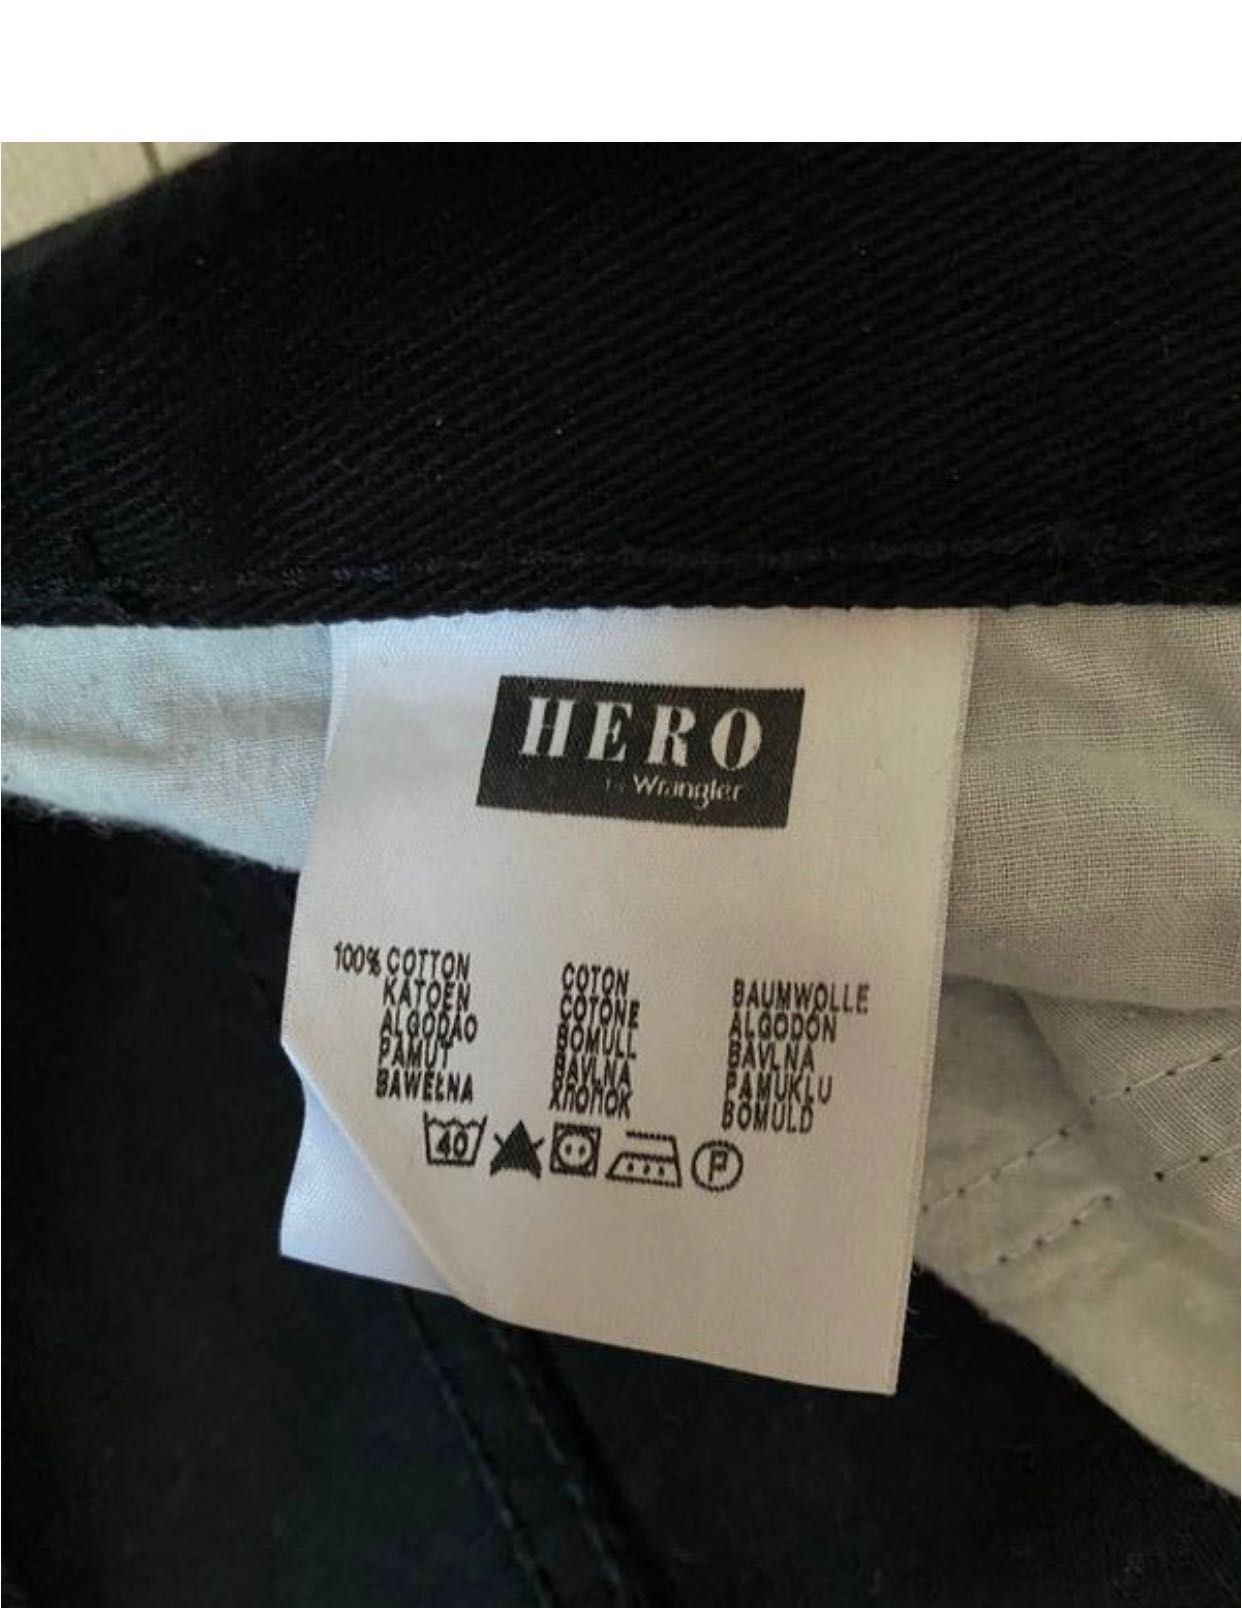 HERO
by Wrangler
100% COTTON
KATOEN
ALGODÃO
PAMUT
BAWEŁNA
COTON
COTONE
BOMULL
BAVLNA
ХЛОПОК
BAUMWOLLE
ALGODÓN
BAVLNA
PAMUKLU
BOMULD
40
P